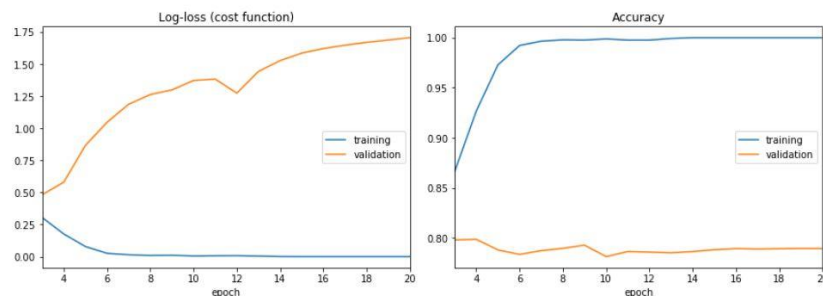 Log-loss (cost function)
1.75
1.50
1.25
1.00
0.75
0.50
0.25
0.00
training
validation
4 6 8 10 12 14 16 18 20
epoch
Accuracy
1.00
0.95
0.90
0.85
0.80
training
validation
4 6 8 10 12 14 16 18 20
epoch